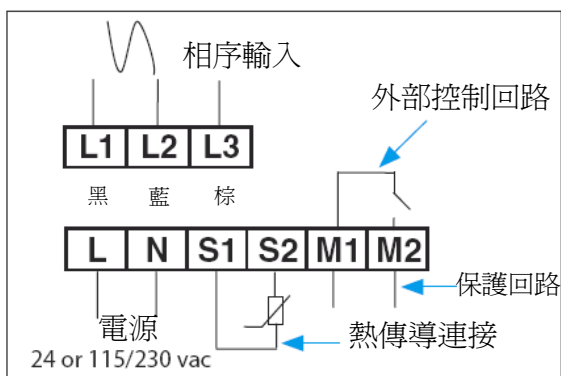 相序輸入
外部控制回路
L1 L2 L3
黑 藍 棕
L N S1 S2 M1 M2
保護回路
電源
熱傳導連接
24 or 115/230 vac